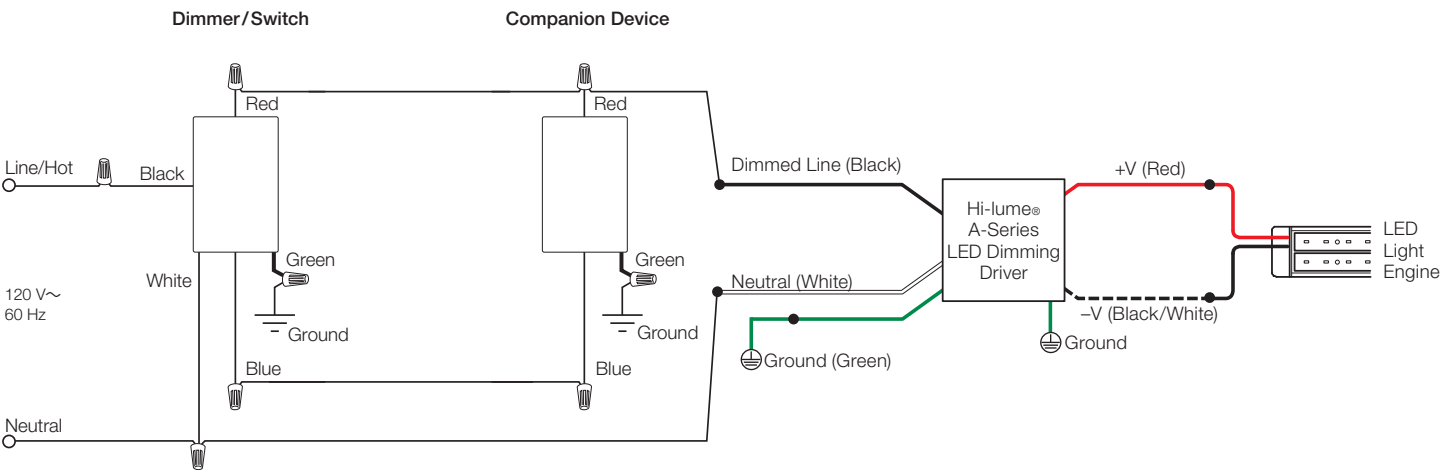 Dimmer/Switch
Companion Device
Red
Red
Line/Hot
Black
Dimmed Line (Black)
+V (Red)
Hi-lume®
A-Series
LED Dimming
Driver
LED
Light
Engine
Green
Green
White
Neutral (White)
120 V~
60 Hz
–V (Black/White)
Ground
Ground
Ground
Ground (Green)
Blue
Blue
Neutral